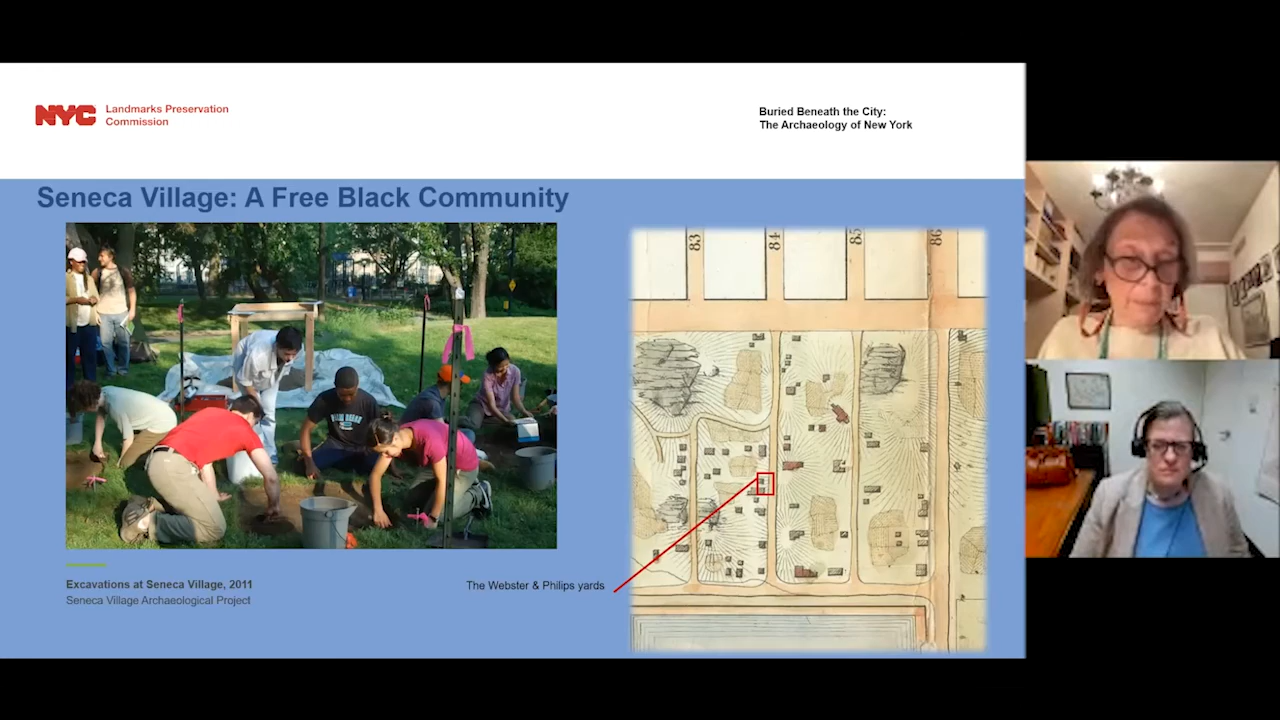 NYC
Landmarks Preservation
Commission
Buried Beneath the City:
The Archaeology of New York
Seneca Village: A Free Black Community
83
84
85
86
Excavations at Seneca Village, 2011
Seneca Village Archaeological Project
The Webster & Philips yards